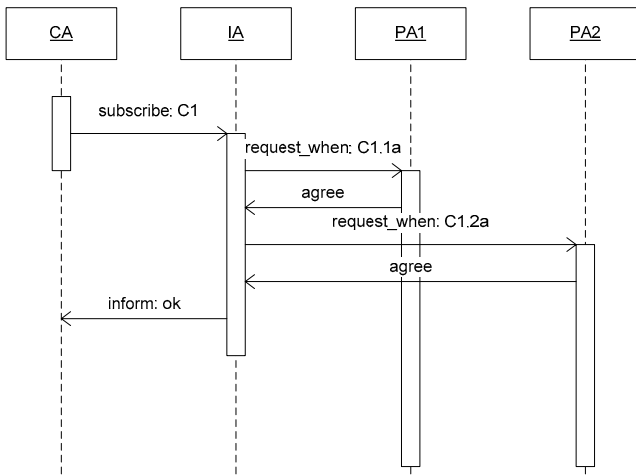 CA
IA
PA1
PA2
subscribe: C1
request_when: C1.1a
agree
request_when: C1.2a
agree
inform: ok